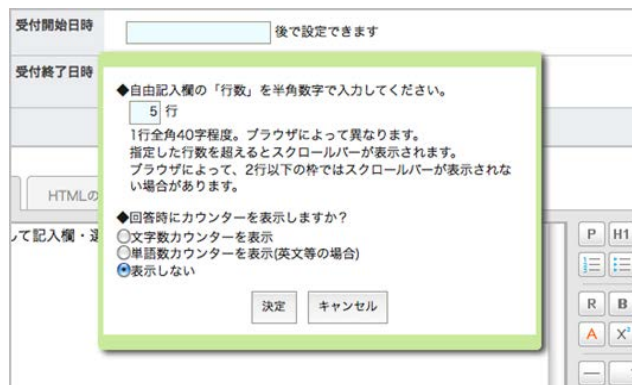 受付開始日時
後で設定できます
受付終了日時
◆自由記入欄の「行数」を半角数字で入力してください。
5 行
1行全角40字程度。ブラウザによって異なります。
指定した行数を超えるとスクロールバーが表示されます。
ブラウザによって、2行以下の枠ではスクロールバーが表示されな
い場合があります。
HTMLの
して記入欄・選
◆回答時にカウンターを表示しますか?
文字数カウンターを表示
単語数カウンターを表示(英文等の場合)
表示しない
決定 キャンセル
P H1
R B
A X²